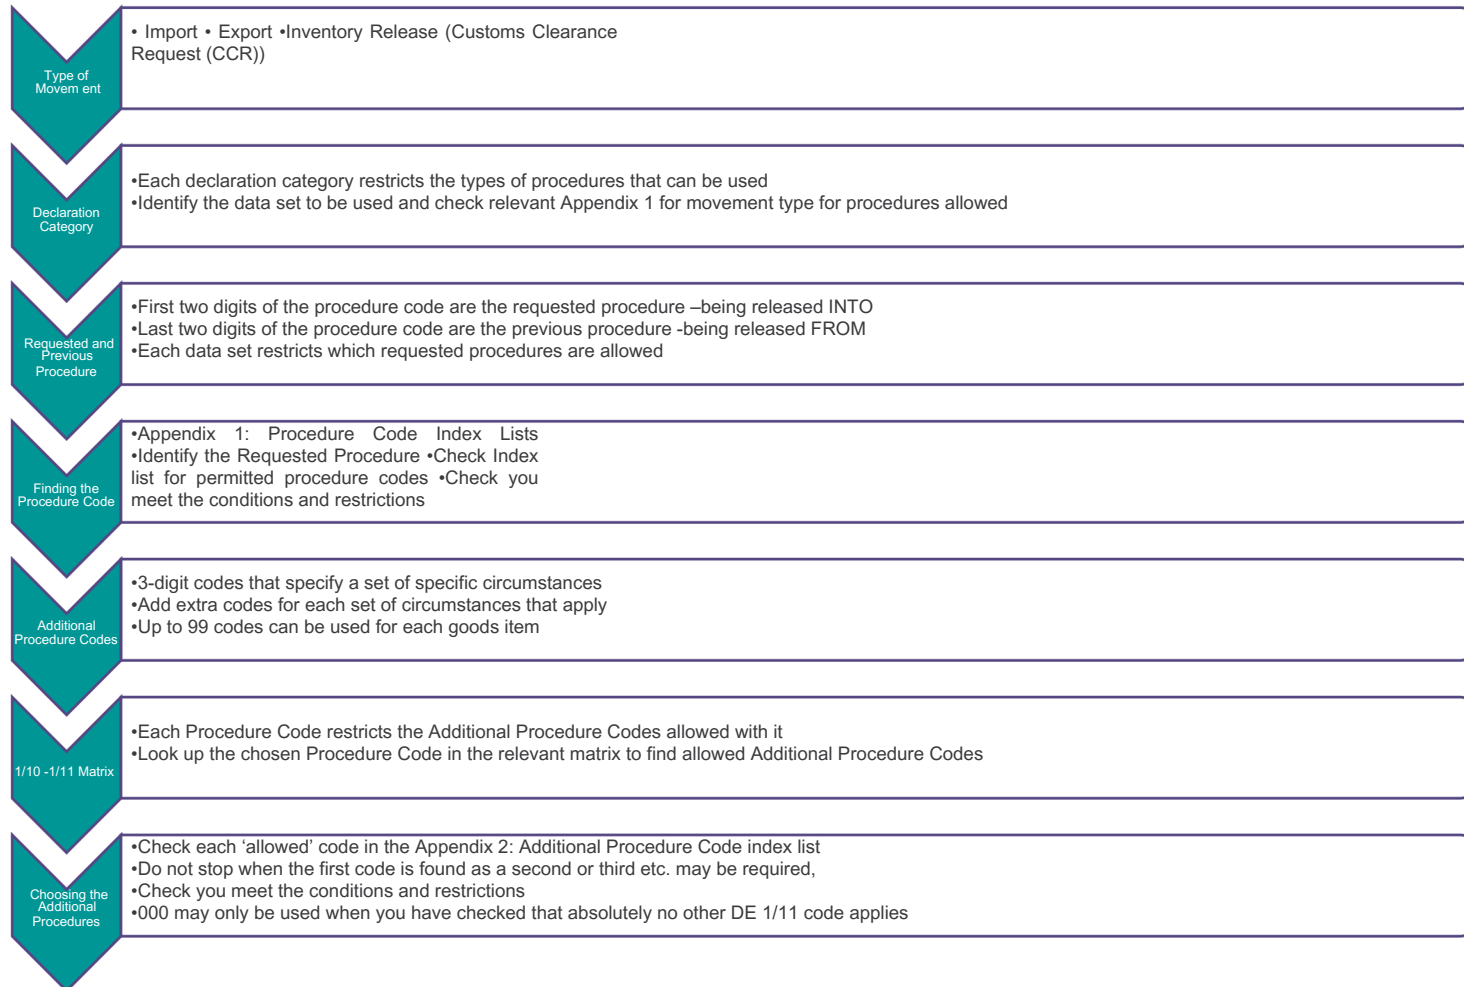 Type of
Movem ent
• Import • Export •Inventory Release (Customs Clearance
Request (CCR))
Declaration
Category
•Each declaration category restricts the types of procedures that can be used
•Identify the data set to be used and check relevant Appendix 1 for movement type for procedures allowed
Requested and
Previous
Procedure
•First two digits of the procedure code are the requested procedure –being released INTO
•Last two digits of the procedure code are the previous procedure -being released FROM
•Each data set restricts which requested procedures are allowed
Finding the
Procedure Code
•Appendix 1: Procedure Code Index Lists
•Identify the Requested Procedure •Check Index
list for permitted procedure codes •Check you
meet the conditions and restrictions
Additional
Procedure Codes
•3-digit codes that specify a set of specific circumstances
•Add extra codes for each set of circumstances that apply
•Up to 99 codes can be used for each goods item
1/10 -1/11 Matrix
•Each Procedure Code restricts the Additional Procedure Codes allowed with it
•Look up the chosen Procedure Code in the relevant matrix to find allowed Additional Procedure Codes
Choosing the
Additional
Procedures
•Check each ‘allowed’ code in the Appendix 2: Additional Procedure Code index list
•Do not stop when the first code is found as a second or third etc. may be required,
•Check you meet the conditions and restrictions
•000 may only be used when you have checked that absolutely no other DE 1/11 code applies